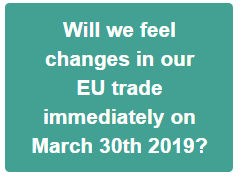 Will we feel
changes in our
EU trade
immediately on
March 30th 2019?